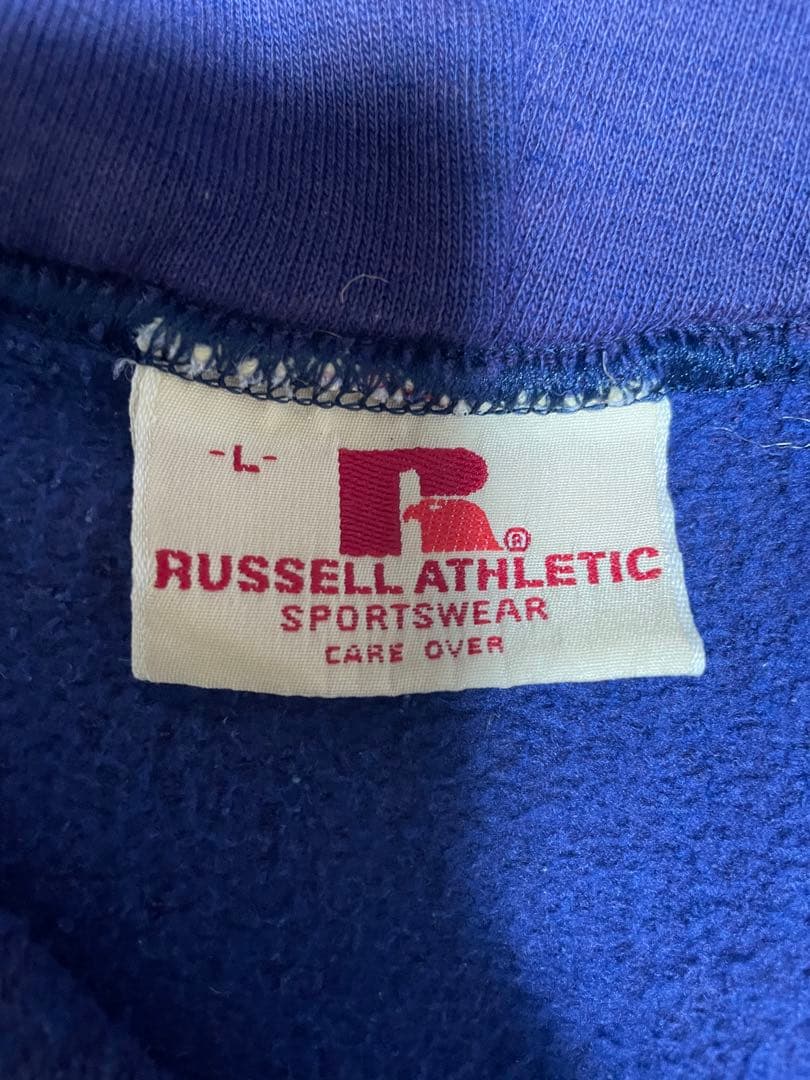 -L-
R®
RUSSELL ATHLETIC
SPORTSWEAR
CARE OVER